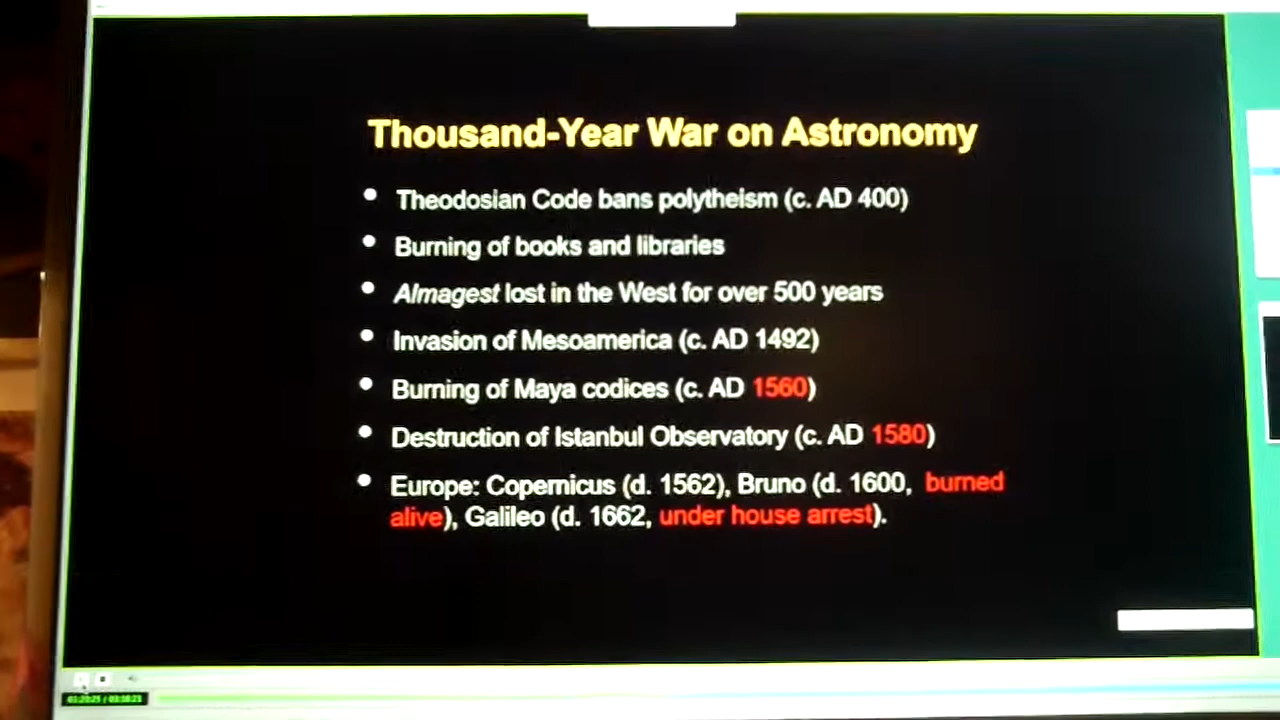 Thousand-Year War on Astronomy
• Theodosian Code bans polytheism (c. AD 400)
• Burning of books and libraries
• Almagest lost in the West for over 500 years
• Invasion of Mesoamerica (c. AD 1492)
• Burning of Maya codices (c. AD 1560)
• Destruction of Istanbul Observatory (c. AD 1580)
• Europe: Copernicus (d. 1562), Bruno (d. 1600, burned
alive), Galileo (d. 1662, under house arrest).